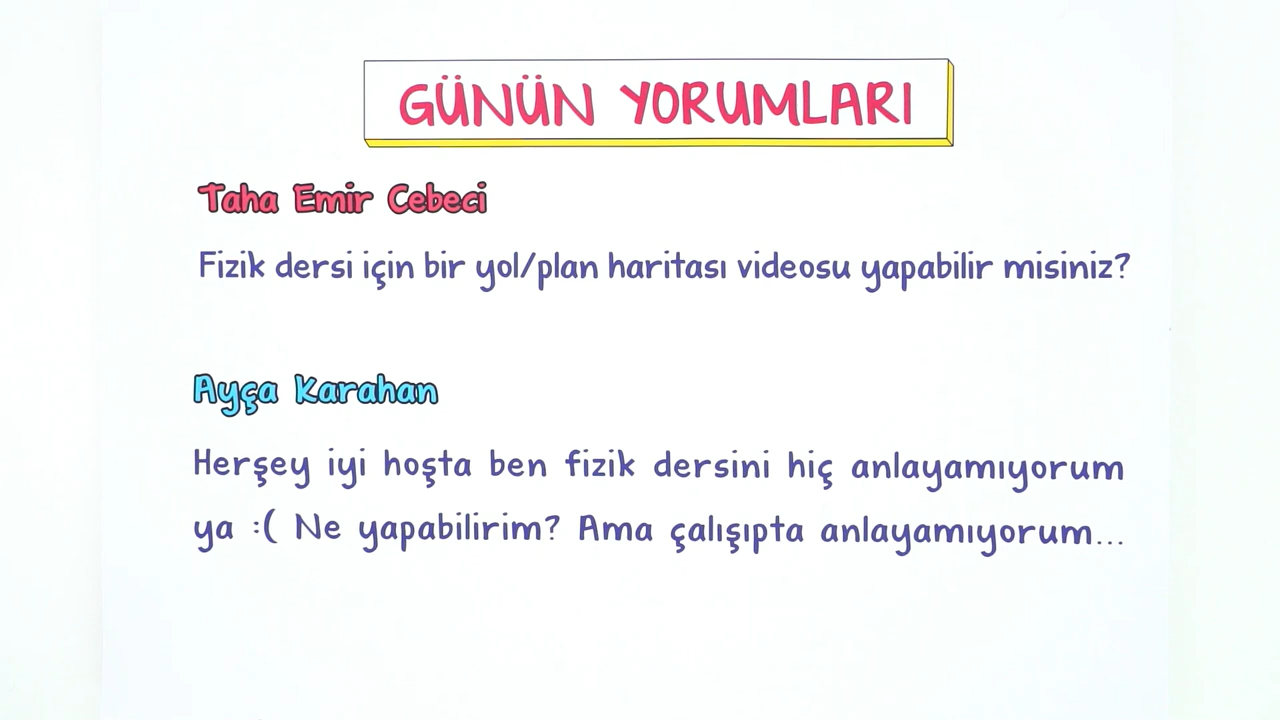 GÜNÜN YORUMLARI
Taha Emir Cebeci
Fizik dersi için bir yol/plan haritası videosu yapabilir misiniz?
Ayça Karahan
Herşey iyi hoşta ben fizik dersini hiç anlayamıyorum
ya :( Ne yapabilirim? Ama çalışıpta anlayamıyorum...